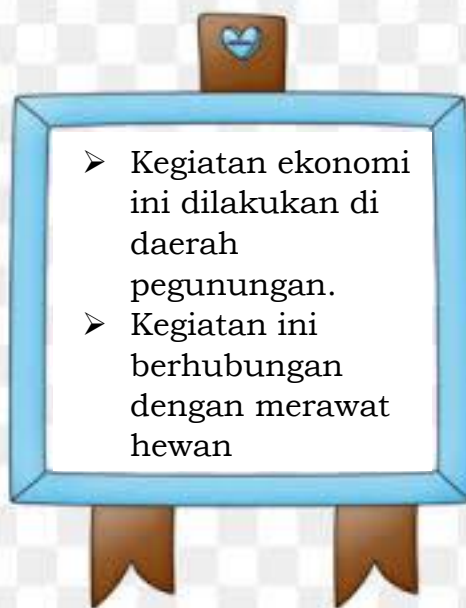 ➢ Kegiatan ekonomi
ini dilakukan di
daerah
pegunungan.
➢ Kegiatan ini
berhubungan
dengan merawat
hewan